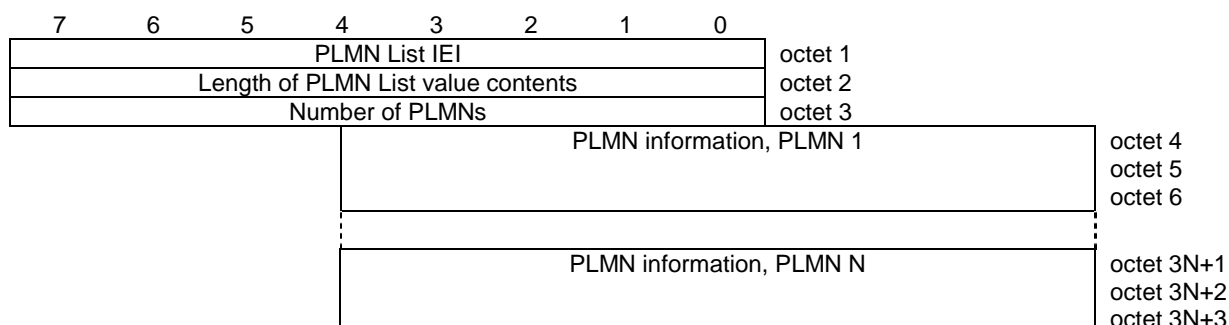 7 6 5 4 3 2 1 0
PLMN List IEI octet 1
Length of PLMN List value contents octet 2
Number of PLMNs octet 3
PLMN information, PLMN 1 octet 4
octet 5
octet 6
PLMN information, PLMN N octet 3N+1
octet 3N+2
octet 3N+3